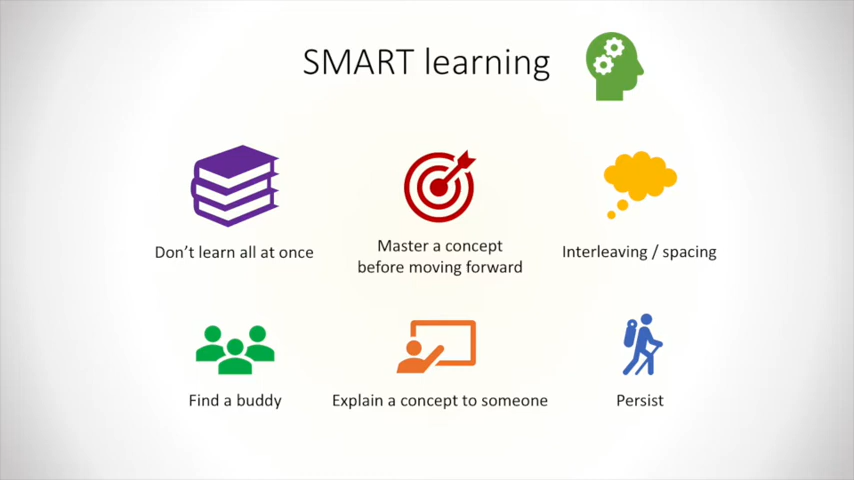 SMART learning
Don't learn all at once
Master a concept
before moving forward
Interleaving / spacing
Find a buddy
Explain a concept to someone
Persist